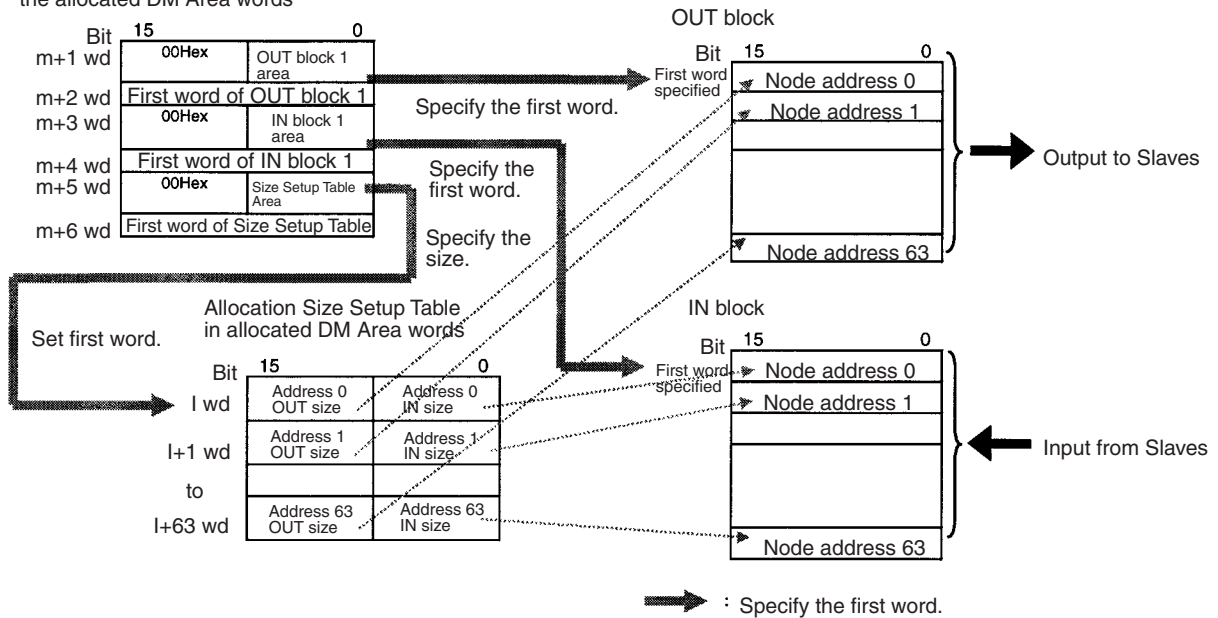 the allocated DM Area words
Bit 15 0
m+1 wd 00Hex OUT block 1
area
m+2 wd First word of OUT block 1
m+3 wd 00Hex IN block 1
area
m+4 wd First word of IN block 1
m+5 wd 00Hex Size Setup Table
Area
m+6 wd First word of Size Setup Table
Specify the first word.
Specify the
first word.
Specify the
size.
Set first word.
OUT block
Bit 15 0
First word
specified
Node address 0
Node address 1
Node address 63
Output to Slaves
Allocation Size Setup Table
in allocated DM Area words
Bit 15 0
I wd
Address 0
OUT size
Address 0
IN size
I+1 wd
Address 1
OUT size
Address 1
IN size
to
I+63 wd
Address 63
OUT size
Address 63
IN size
IN block
Bit 15 0
First word
specified
Node address 0
Node address 1
Node address 63
Input from Slaves
: Specify the first word.